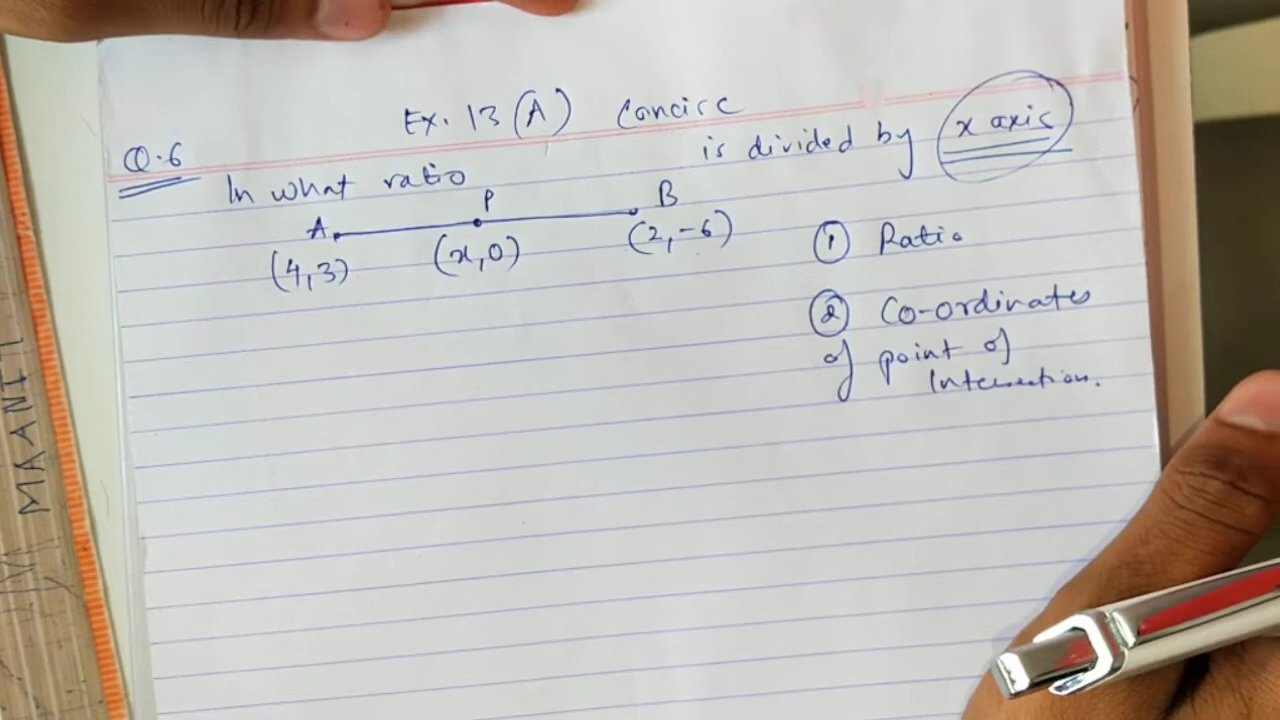 Ex. 13 (A) Concise
Q.6
In what ratio
is divided by x axis
A P B
(4,3) (x,0) (2,-6)
① Ratio
② Co-ordinates
of point of
Intersection.
MAANIT